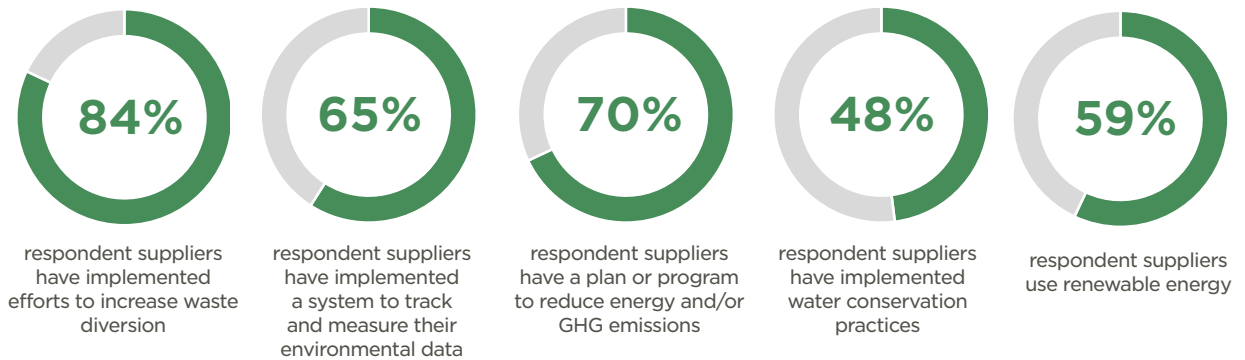 84%
respondent suppliers
have implemented
efforts to increase waste
diversion
65%
respondent suppliers
have implemented
a system to track
and measure their
environmental data
70%
respondent suppliers
have a plan or program
to reduce energy and/or
GHG emissions
48%
respondent suppliers
have implemented
water conservation
practices
59%
respondent suppliers
use renewable energy